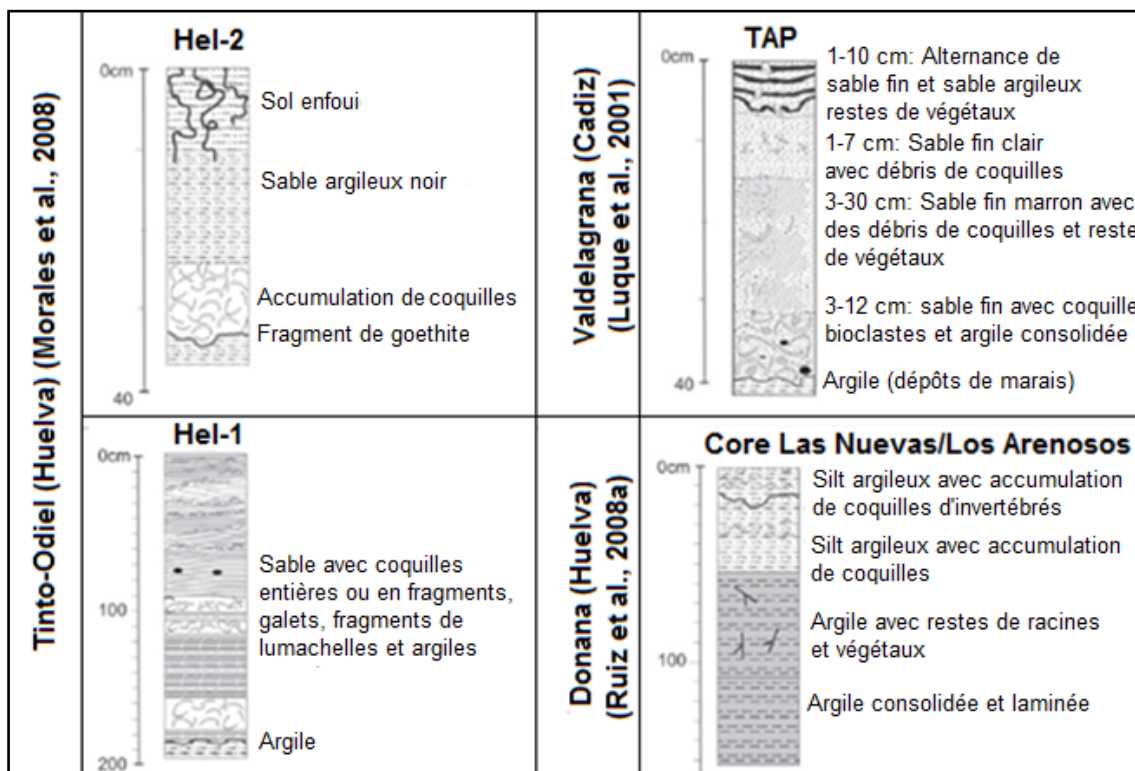 Tinto-Odiel (Huelva) (Morales et al., 2008)
Hel-2
0cm
40
Sol enfoui
Sable argileux noir
Accumulation de coquilles
Fragment de goethite
Valdelagrana (Cadiz)
(Luque et al., 2001)
TAP
0cm
40
1-10 cm: Alternance de
sable fin et sable argileux
restes de végétaux
1-7 cm: Sable fin clair
avec débris de coquilles
3-30 cm: Sable fin marron avec
des débris de coquilles et reste
de végétaux
3-12 cm: sable fin avec coquille
bioclastes et argile consolidée
Argile (dépôts de marais)
Hel-1
0cm
100
200
Sable avec coquilles
entières ou en fragments,
galets, fragments de
lumachelles et argiles
Argile
Donana (Huelva)
(Ruiz et al., 2008a)
Core Las Nuevas/Los Arenosos
0cm
100
Silt argileux avec accumulation
de coquilles d'invertébrés
Silt argileux avec accumulation
de coquilles
Argile avec restes de racines
et végétaux
Argile consolidée et laminée